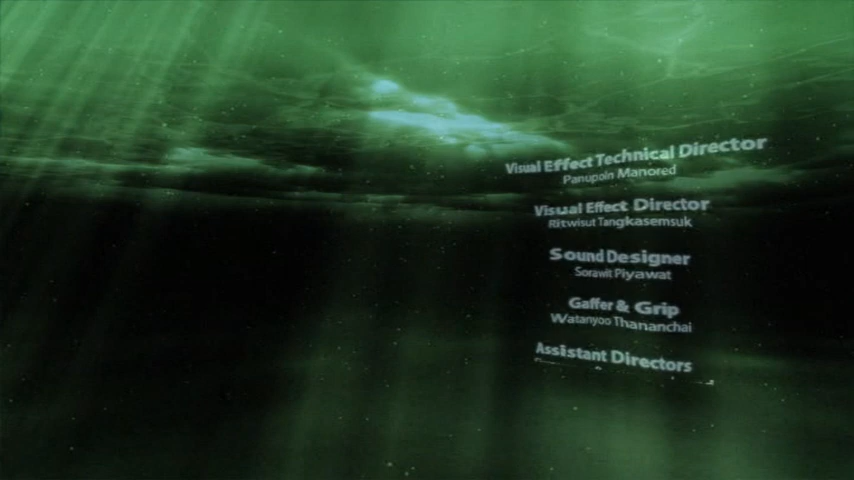 Visual Effect Technical Director
Panupoln Manored
Visual Effect Director
Ritwisut Tangkasemsuk
Sound Designer
Sorawit Piyawat
Gaffer & Grip
Watanyoo Thananchai
Assistant Directors